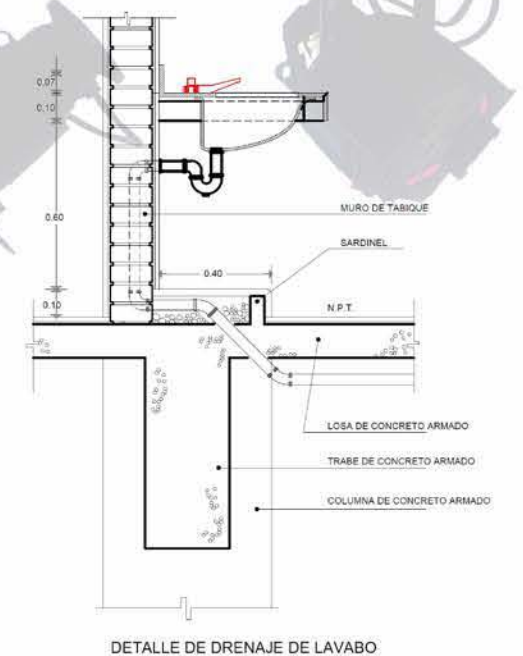 0.07
0.10
0.60
MURO DE TABIQUE
SARDINEL
0.40
0.10
N.P.T.
LOSA DE CONCRETO ARMADO
TRABE DE CONCRETO ARMADO
COLUMNA DE CONCRETO ARMADO
DETALLE DE DRENAJE DE LAVABO